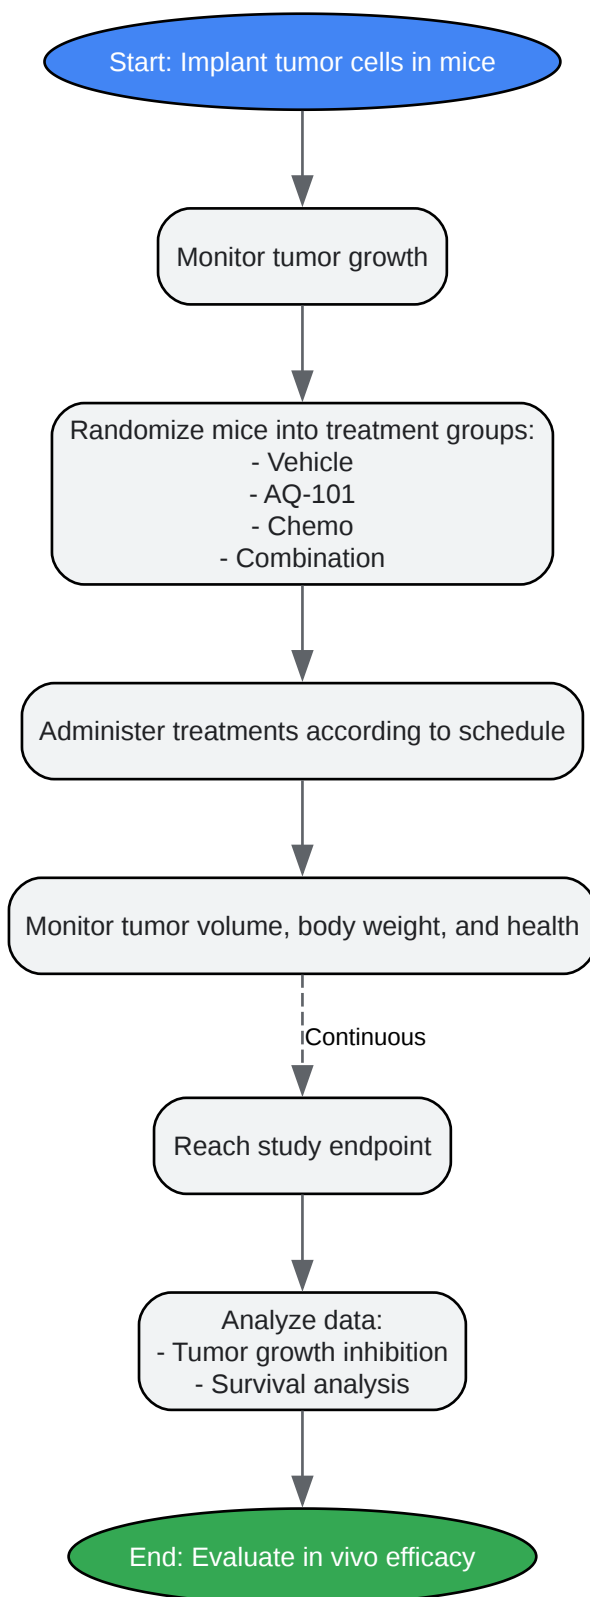 Start: Implant tumor cells in mice
Monitor tumor growth
Randomize mice into treatment groups:
- Vehicle
- AQ-101
- Chemo
- Combination
Administer treatments according to schedule
Monitor tumor volume, body weight, and health
Continuous
Reach study endpoint
Analyze data:
- Tumor growth inhibition
- Survival analysis
End: Evaluate in vivo efficacy